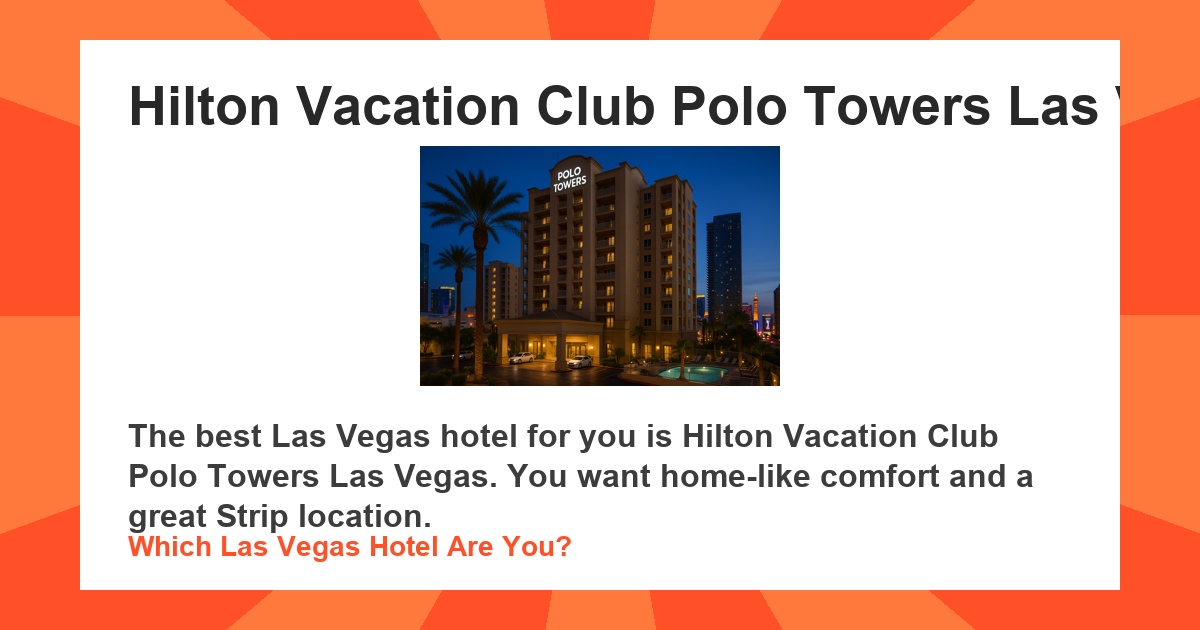 Hilton Vacation Club Polo Towers Las
POLO
TOWERS
The best Las Vegas hotel for you is Hilton Vacation Club
Polo Towers Las Vegas. You want home-like comfort and a
great Strip location.
Which Las Vegas Hotel Are You?